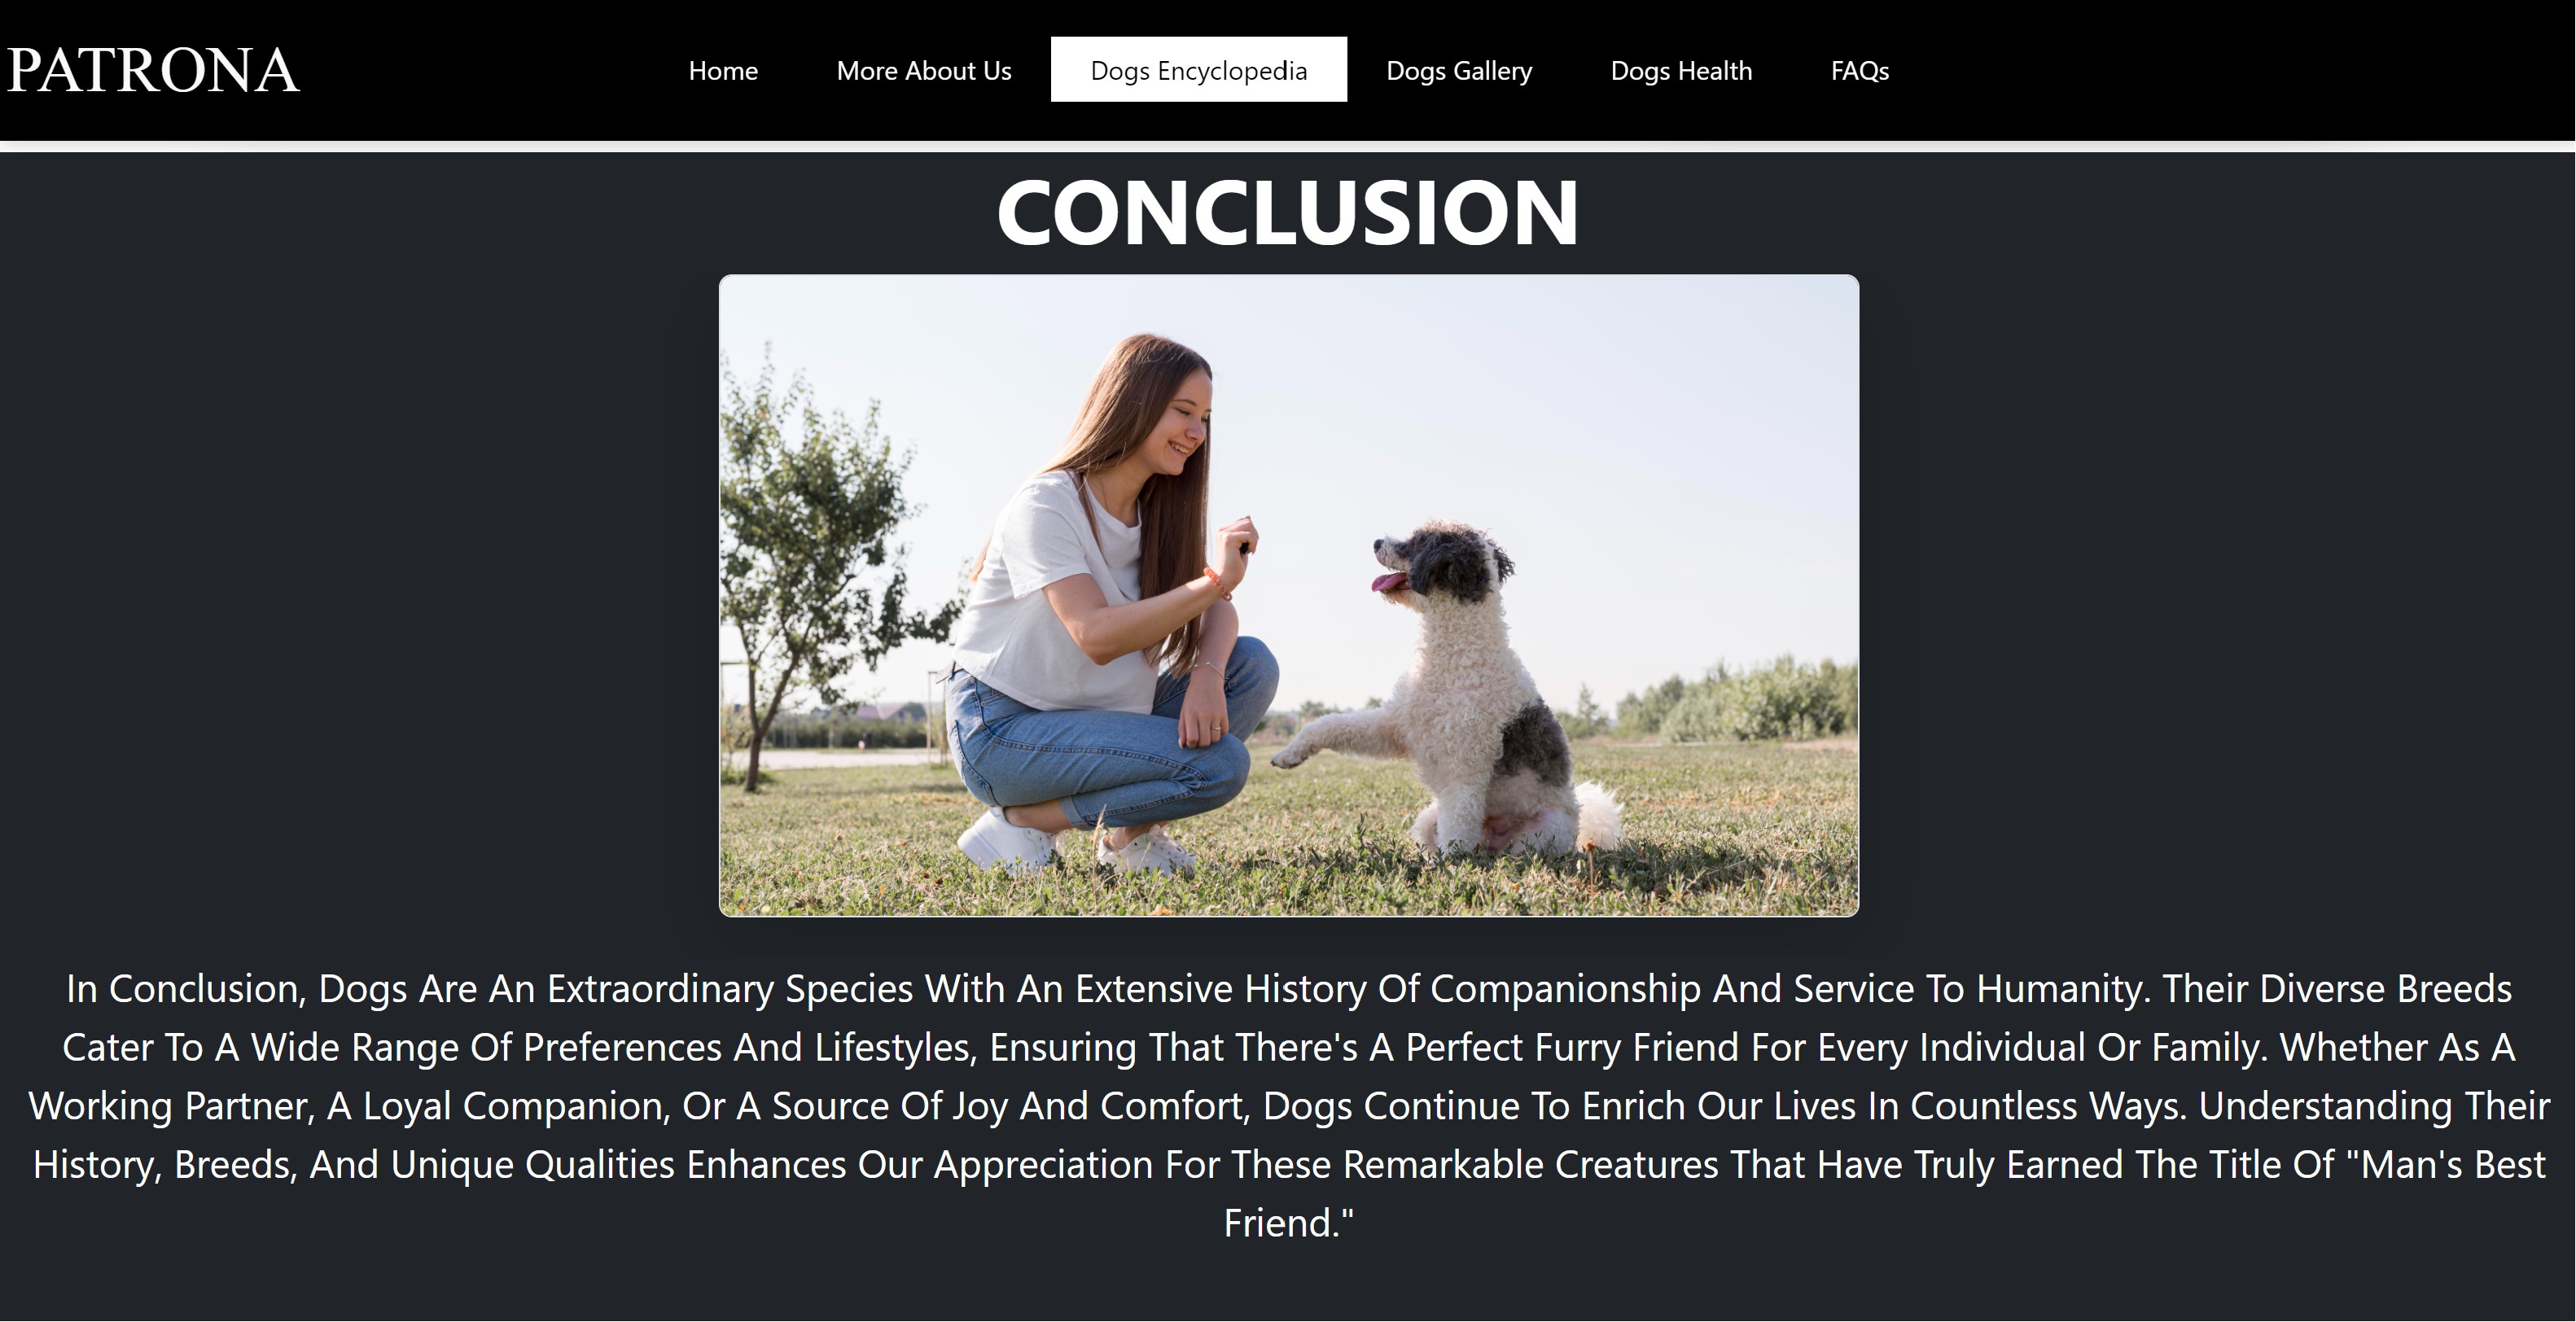 PATRONA
Home More About Us Dogs Encyclopedia Dogs Gallery Dogs Health FAQs
CONCLUSION
In Conclusion, Dogs Are An Extraordinary Species With An Extensive History Of Companionship And Service To Humanity. Their Diverse Breeds
Cater To A Wide Range Of Preferences And Lifestyles, Ensuring That There's A Perfect Furry Friend For Every Individual Or Family. Whether As A
Working Partner, A Loyal Companion, Or A Source Of Joy And Comfort, Dogs Continue To Enrich Our Lives In Countless Ways. Understanding Their
History, Breeds, And Unique Qualities Enhances Our Appreciation For These Remarkable Creatures That Have Truly Earned The Title Of "Man's Best
Friend."